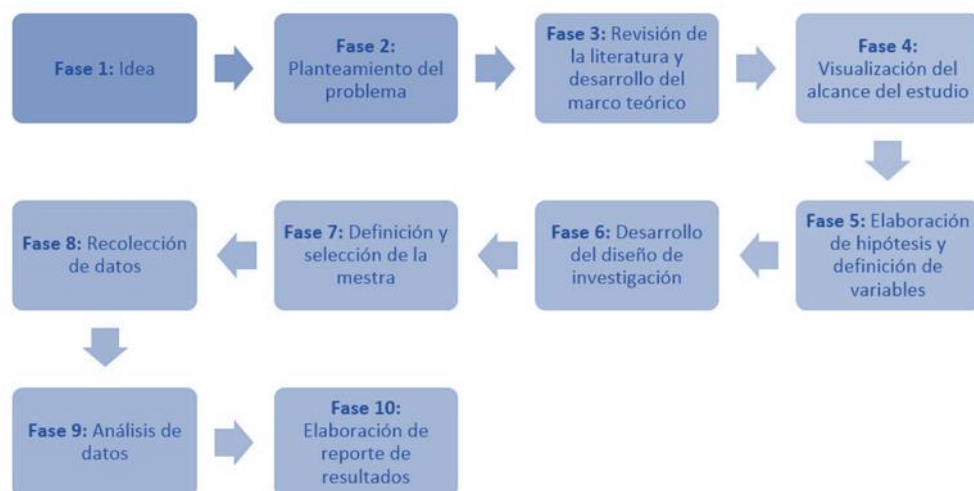 Fase 1: Idea
Fase 2:
Planteamiento del
problema
Fase 3: Revisión de
la literatura y
desarrollo del
marco teórico
Fase 4:
Visualización del
alcance del estudio
Fase 5: Elaboración
de hipótesis y
definición de
variables
Fase 6: Desarrollo
del diseño de
investigación
Fase 7: Definición y
selección de la
mestra
Fase 8: Recolección
de datos
Fase 9: Análisis de
datos
Fase 10:
Elaboración de
reporte de
resultados